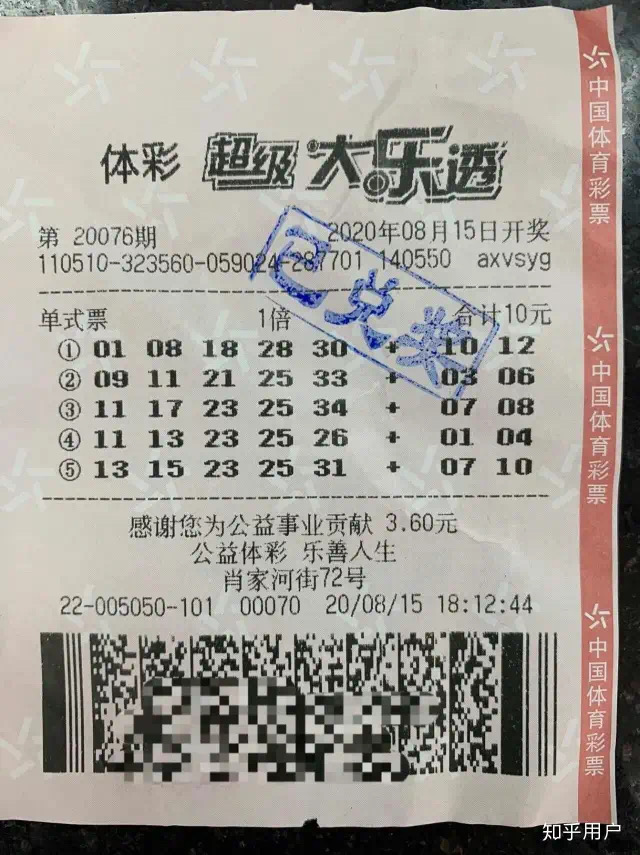 体彩 超级大乐透
第 20076期 2020年08月15日开奖
110510-323560-059024-287701 140550 axvsyg
已兑奖
单式票 1倍 合计10元
① 01 08 18 28 30 + 10 12
② 09 11 21 25 33 + 03 06
③ 11 17 23 25 34 + 07 08
④ 11 13 23 25 26 + 01 04
⑤ 13 15 23 25 31 + 07 10
感谢您为公益事业贡献 3.60元
公益体彩 乐善人生
肖家河街72号
22-005050-101 00070 20/08/15 18:12:44
中国体育彩票
中国体育彩票
中国体育彩票
知乎用户